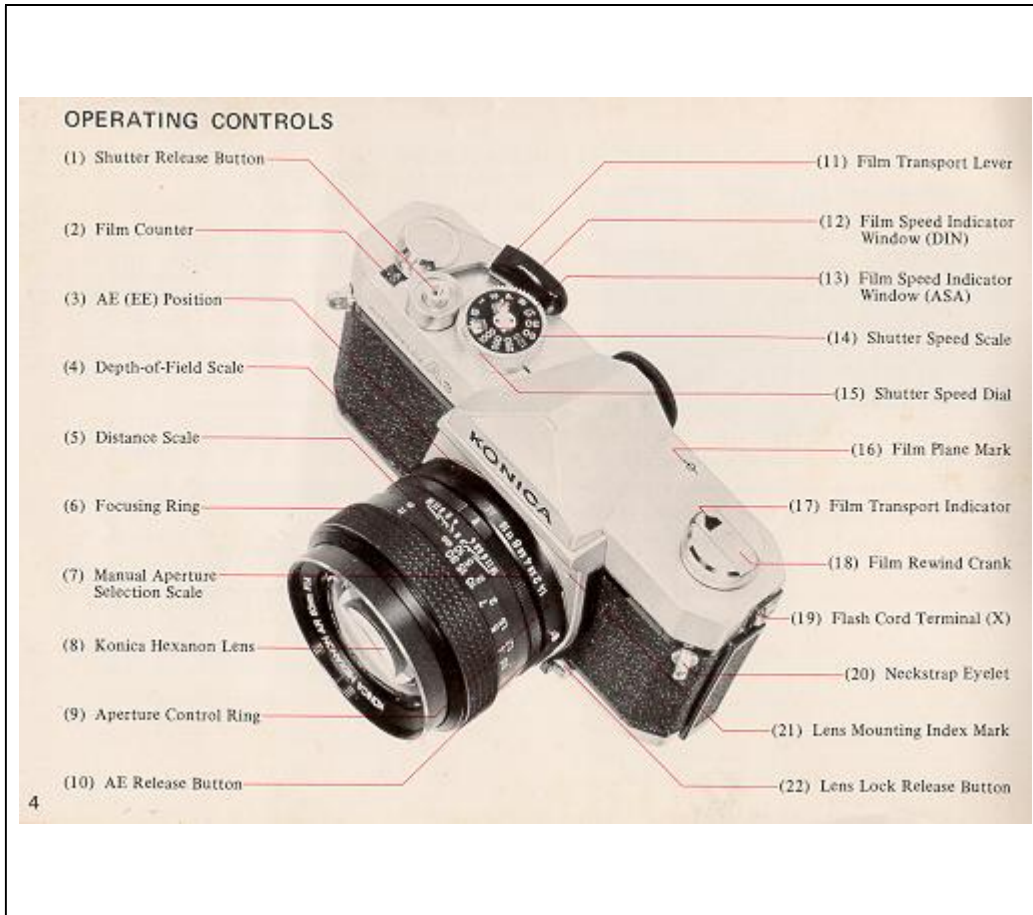 OPERATING CONTROLS
(1) Shutter Release Button
(2) Film Counter
(3) AE (EE) Position
(4) Depth-of-Field Scale
(5) Distance Scale
(6) Focusing Ring
(7) Manual Aperture
Selection Scale
(8) Konica Hexanon Lens
(9) Aperture Control Ring
(10) AE Release Button
4
KONICA
(11) Film Transport Lever
(12) Film Speed Indicator
Window (DIN)
(13) Film Speed Indicator
Window (ASA)
(14) Shutter Speed Scale
(15) Shutter Speed Dial
(16) Film Plane Mark
(17) Film Transport Indicator
(18) Film Rewind Crank
(19) Flash Cord Terminal (X)
(20) Neckstrap Eyelet
(21) Lens Mounting Index Mark
(22) Lens Lock Release Button